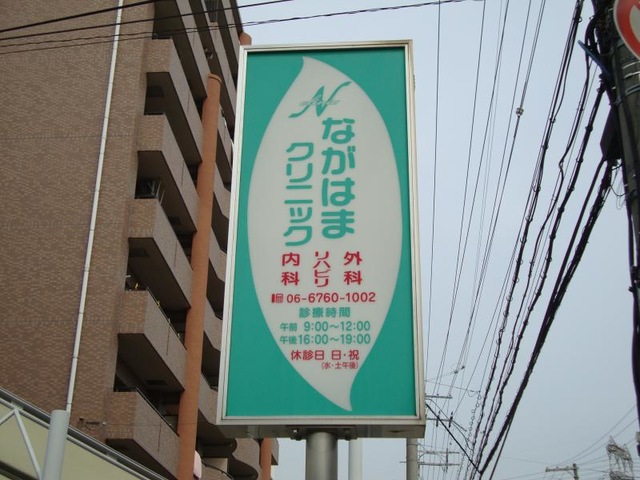 N
ながはま
クリニック
外科
リハビリ
内科
06-6760-1002
診療時間
午前 9:00〜12:00
午後 16:00〜19:00
休診日 日・祝
(水・土午後)